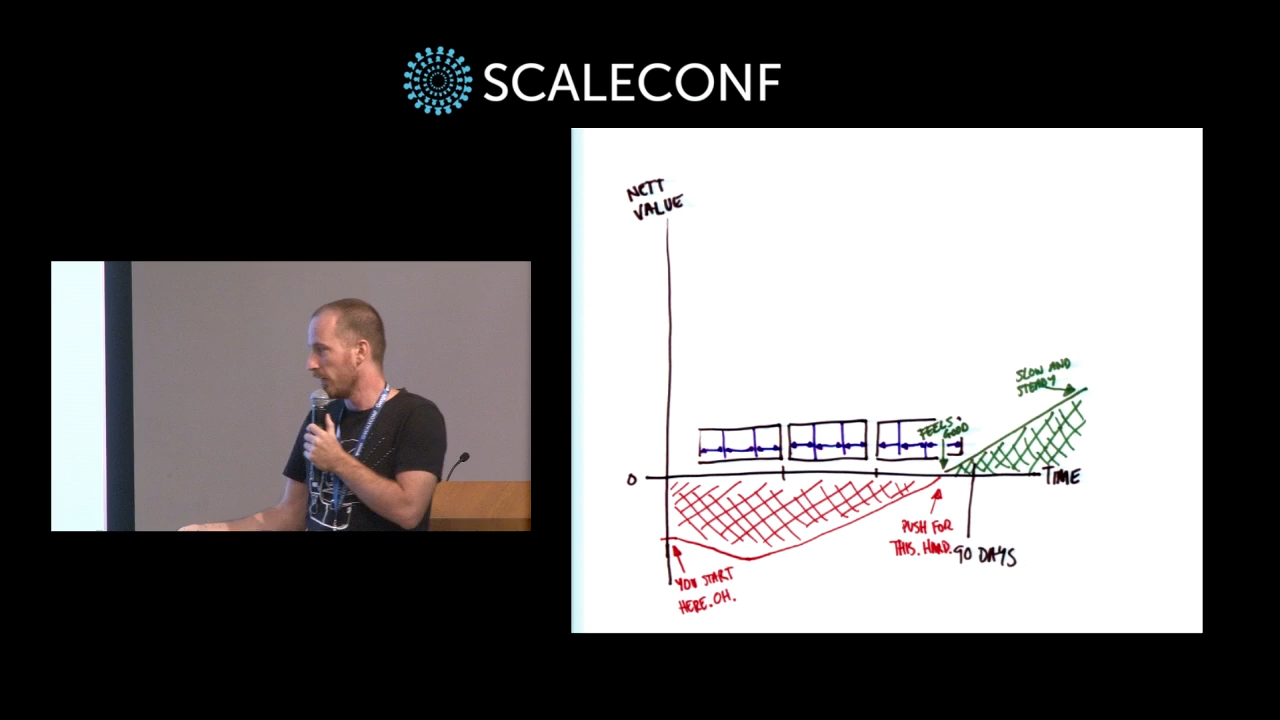 SCALECONF
NETT
VALUE
SLOW AND
STEADY
FEELS
GOOD
0
TIME
PUSH FOR
THIS. HARD.
90 DAYS
YOU START
HERE. OH.